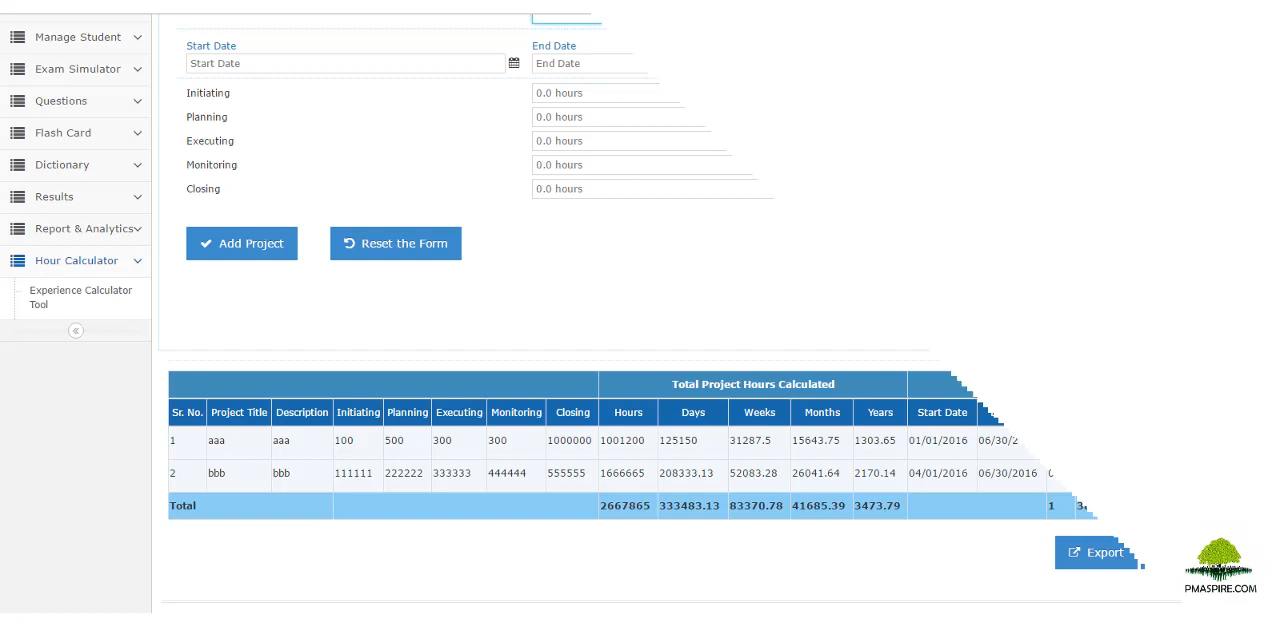 Manage Student
Exam Simulator
Questions
Flash Card
Dictionary
Results
Report & Analytics
Hour Calculator
Experience Calculator
Tool
Start Date End Date
Start Date End Date
Initiating 0.0 hours
Planning 0.0 hours
Executing 0.0 hours
Monitoring 0.0 hours
Closing 0.0 hours
Add Project Reset the Form
Total Project Hours Calculated
Sr. No. Project Title Description Initiating Planning Executing Monitoring Closing Hours Days Weeks Months Years Start Date
1 aaa aaa 100 500 300 300 1000000 1001200 125150 31287.5 15643.75 1303.65 01/01/2016 06/30/2
2 bbb bbb 111111 222222 333333 444444 555555 1666665 208333.13 52083.28 26041.64 2170.14 04/01/2016 06/30/2016
Total 2667865 333483.13 83370.78 41685.39 3473.79 1
Export
PMASPIRE.COM